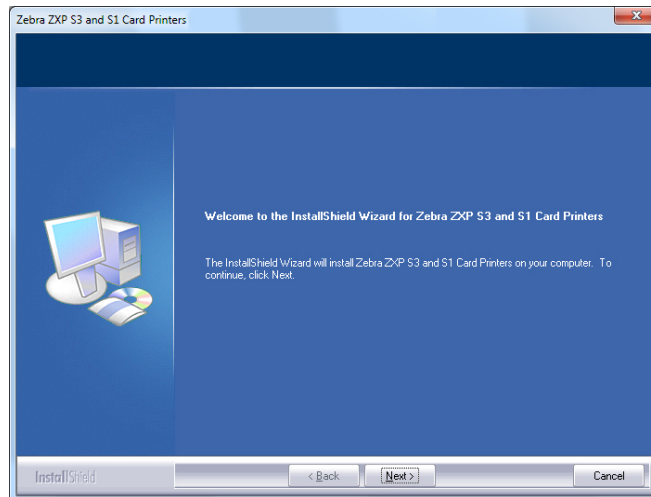 Zebra ZXP S3 and S1 Card Printers
Welcome to the InstallShield Wizard for Zebra ZXP S3 and S1 Card Printers
The InstallShield Wizard will install Zebra ZXP S3 and S1 Card Printers on your computer. To
continue, click Next.
InstallShield
< Back
Next >
Cancel